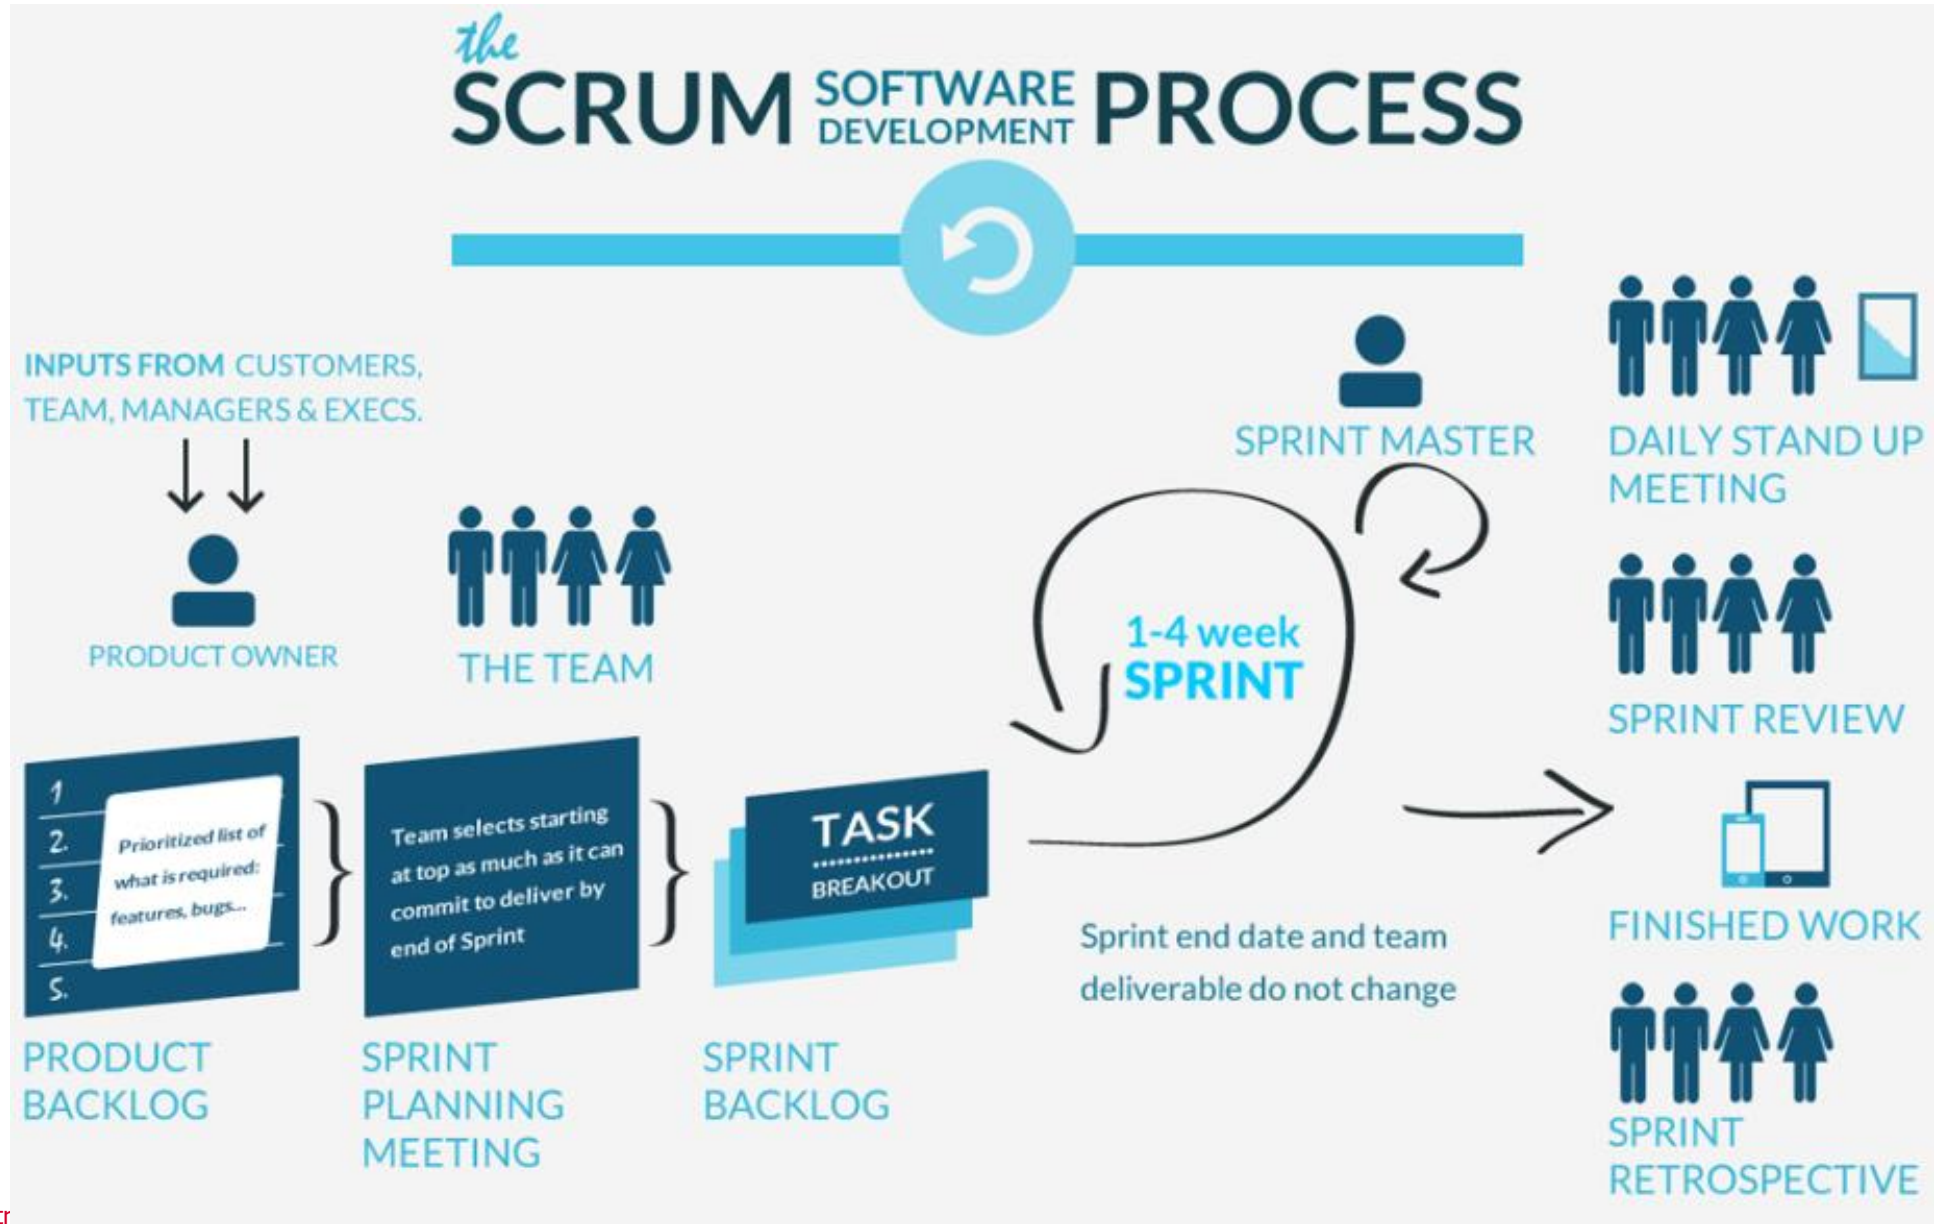 the
SCRUM SOFTWARE DEVELOPMENT PROCESS
INPUTS FROM CUSTOMERS,
TEAM, MANAGERS & EXECS.
PRODUCT OWNER
THE TEAM
1
2.
3.
4.
5.
Prioritized list of
what is required:
features, bugs...
PRODUCT
BACKLOG
Team selects starting
at top as much as it can
commit to deliver by
end of Sprint
SPRINT
PLANNING
MEETING
TASK
BREAKOUT
SPRINT
BACKLOG
1-4 week
SPRINT
SPRINT MASTER
Sprint end date and team
deliverable do not change
DAILY STAND UP
MEETING
SPRINT REVIEW
FINISHED WORK
SPRINT
RETROSPECTIVE